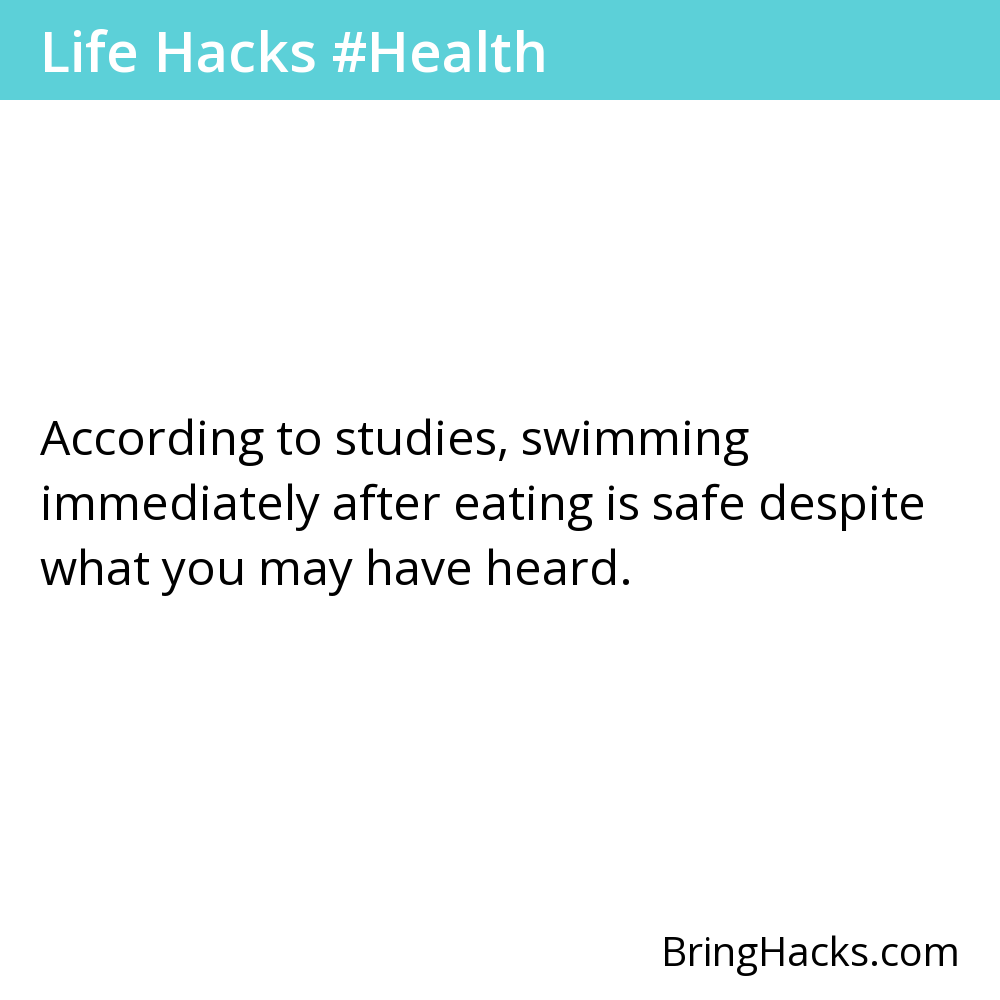 Life Hacks #Health
According to studies, swimming
immediately after eating is safe despite
what you may have heard.
BringHacks.com